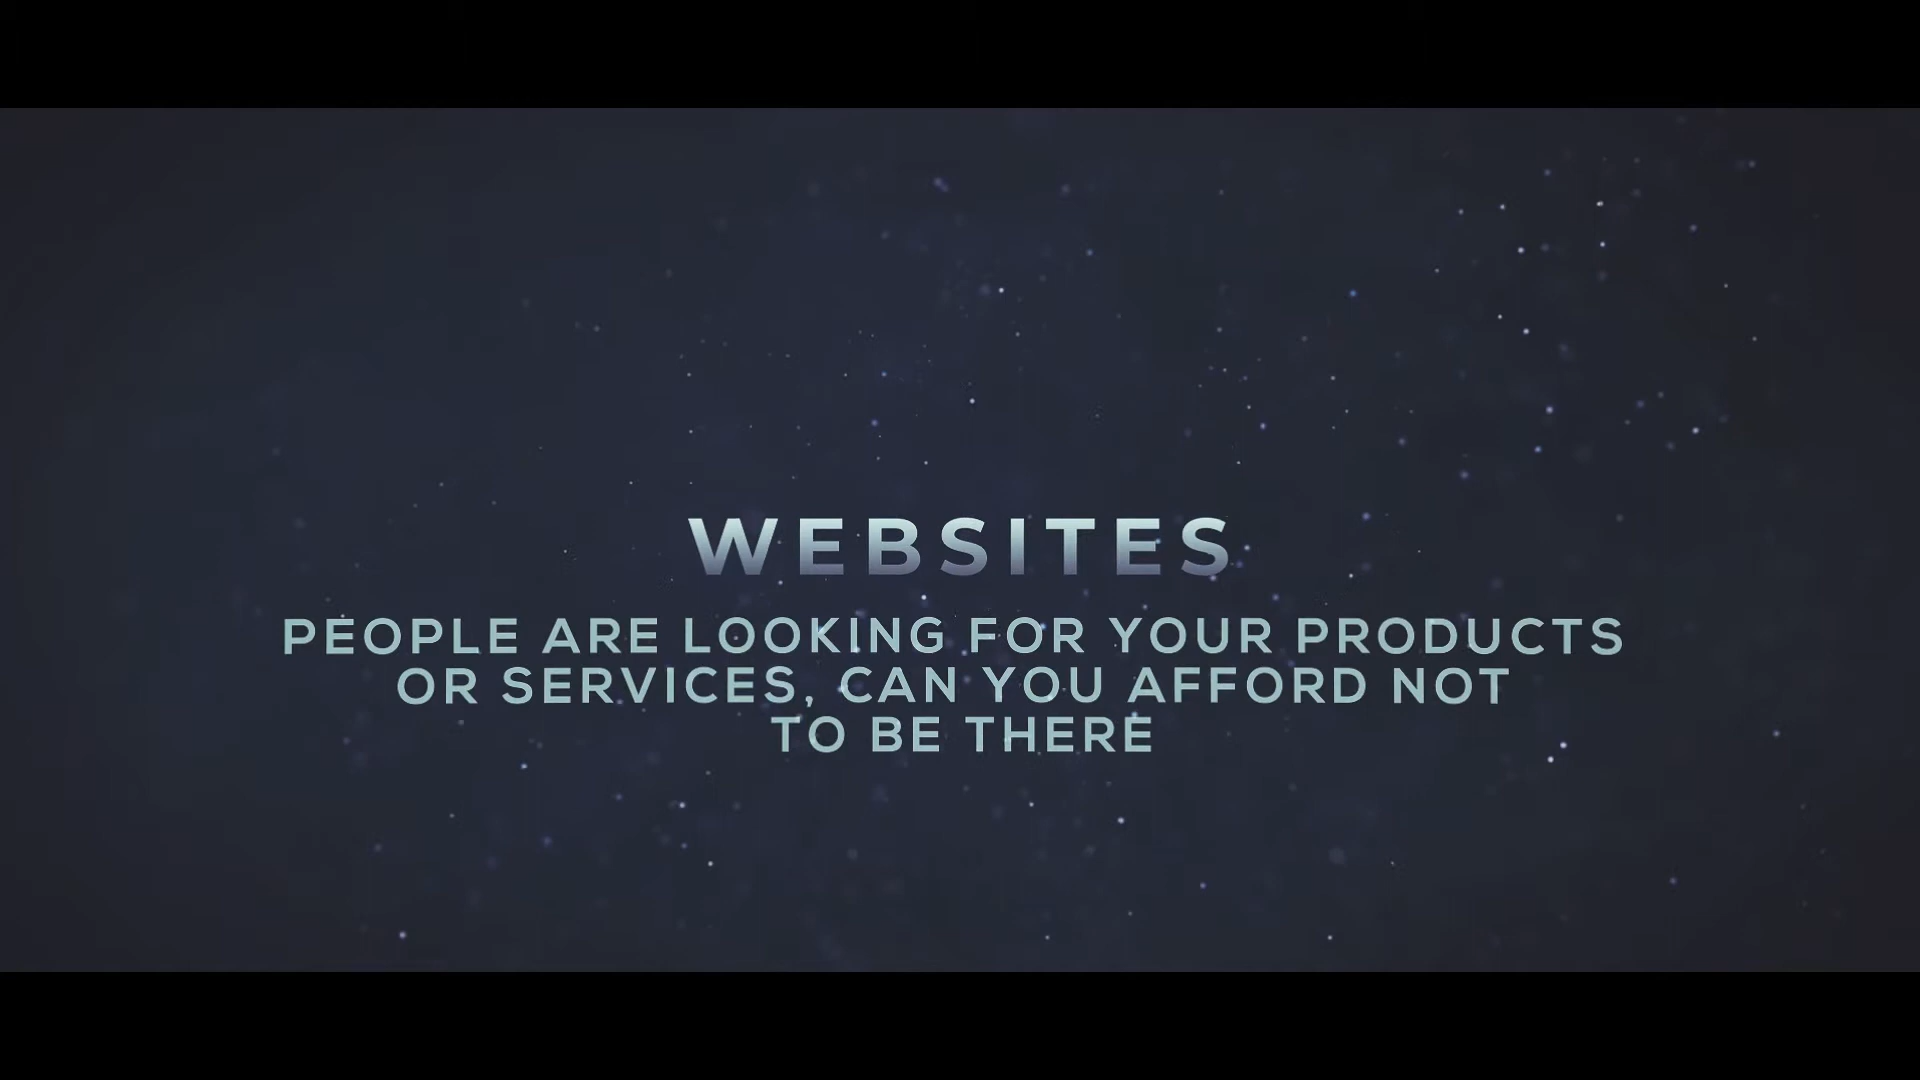 WEBSITES
PEOPLE ARE LOOKING FOR YOUR PRODUCTS
OR SERVICES, CAN YOU AFFORD NOT
TO BE THERE